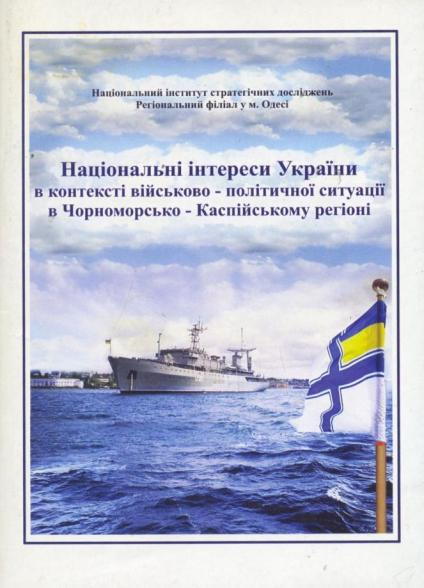 Національний інститут стратегічних досліджень
Регіональний філіал у м. Одесі
Національні інтереси України
в контексті військово - політичної ситуації
в Чорноморсько - Каспійському регіоні